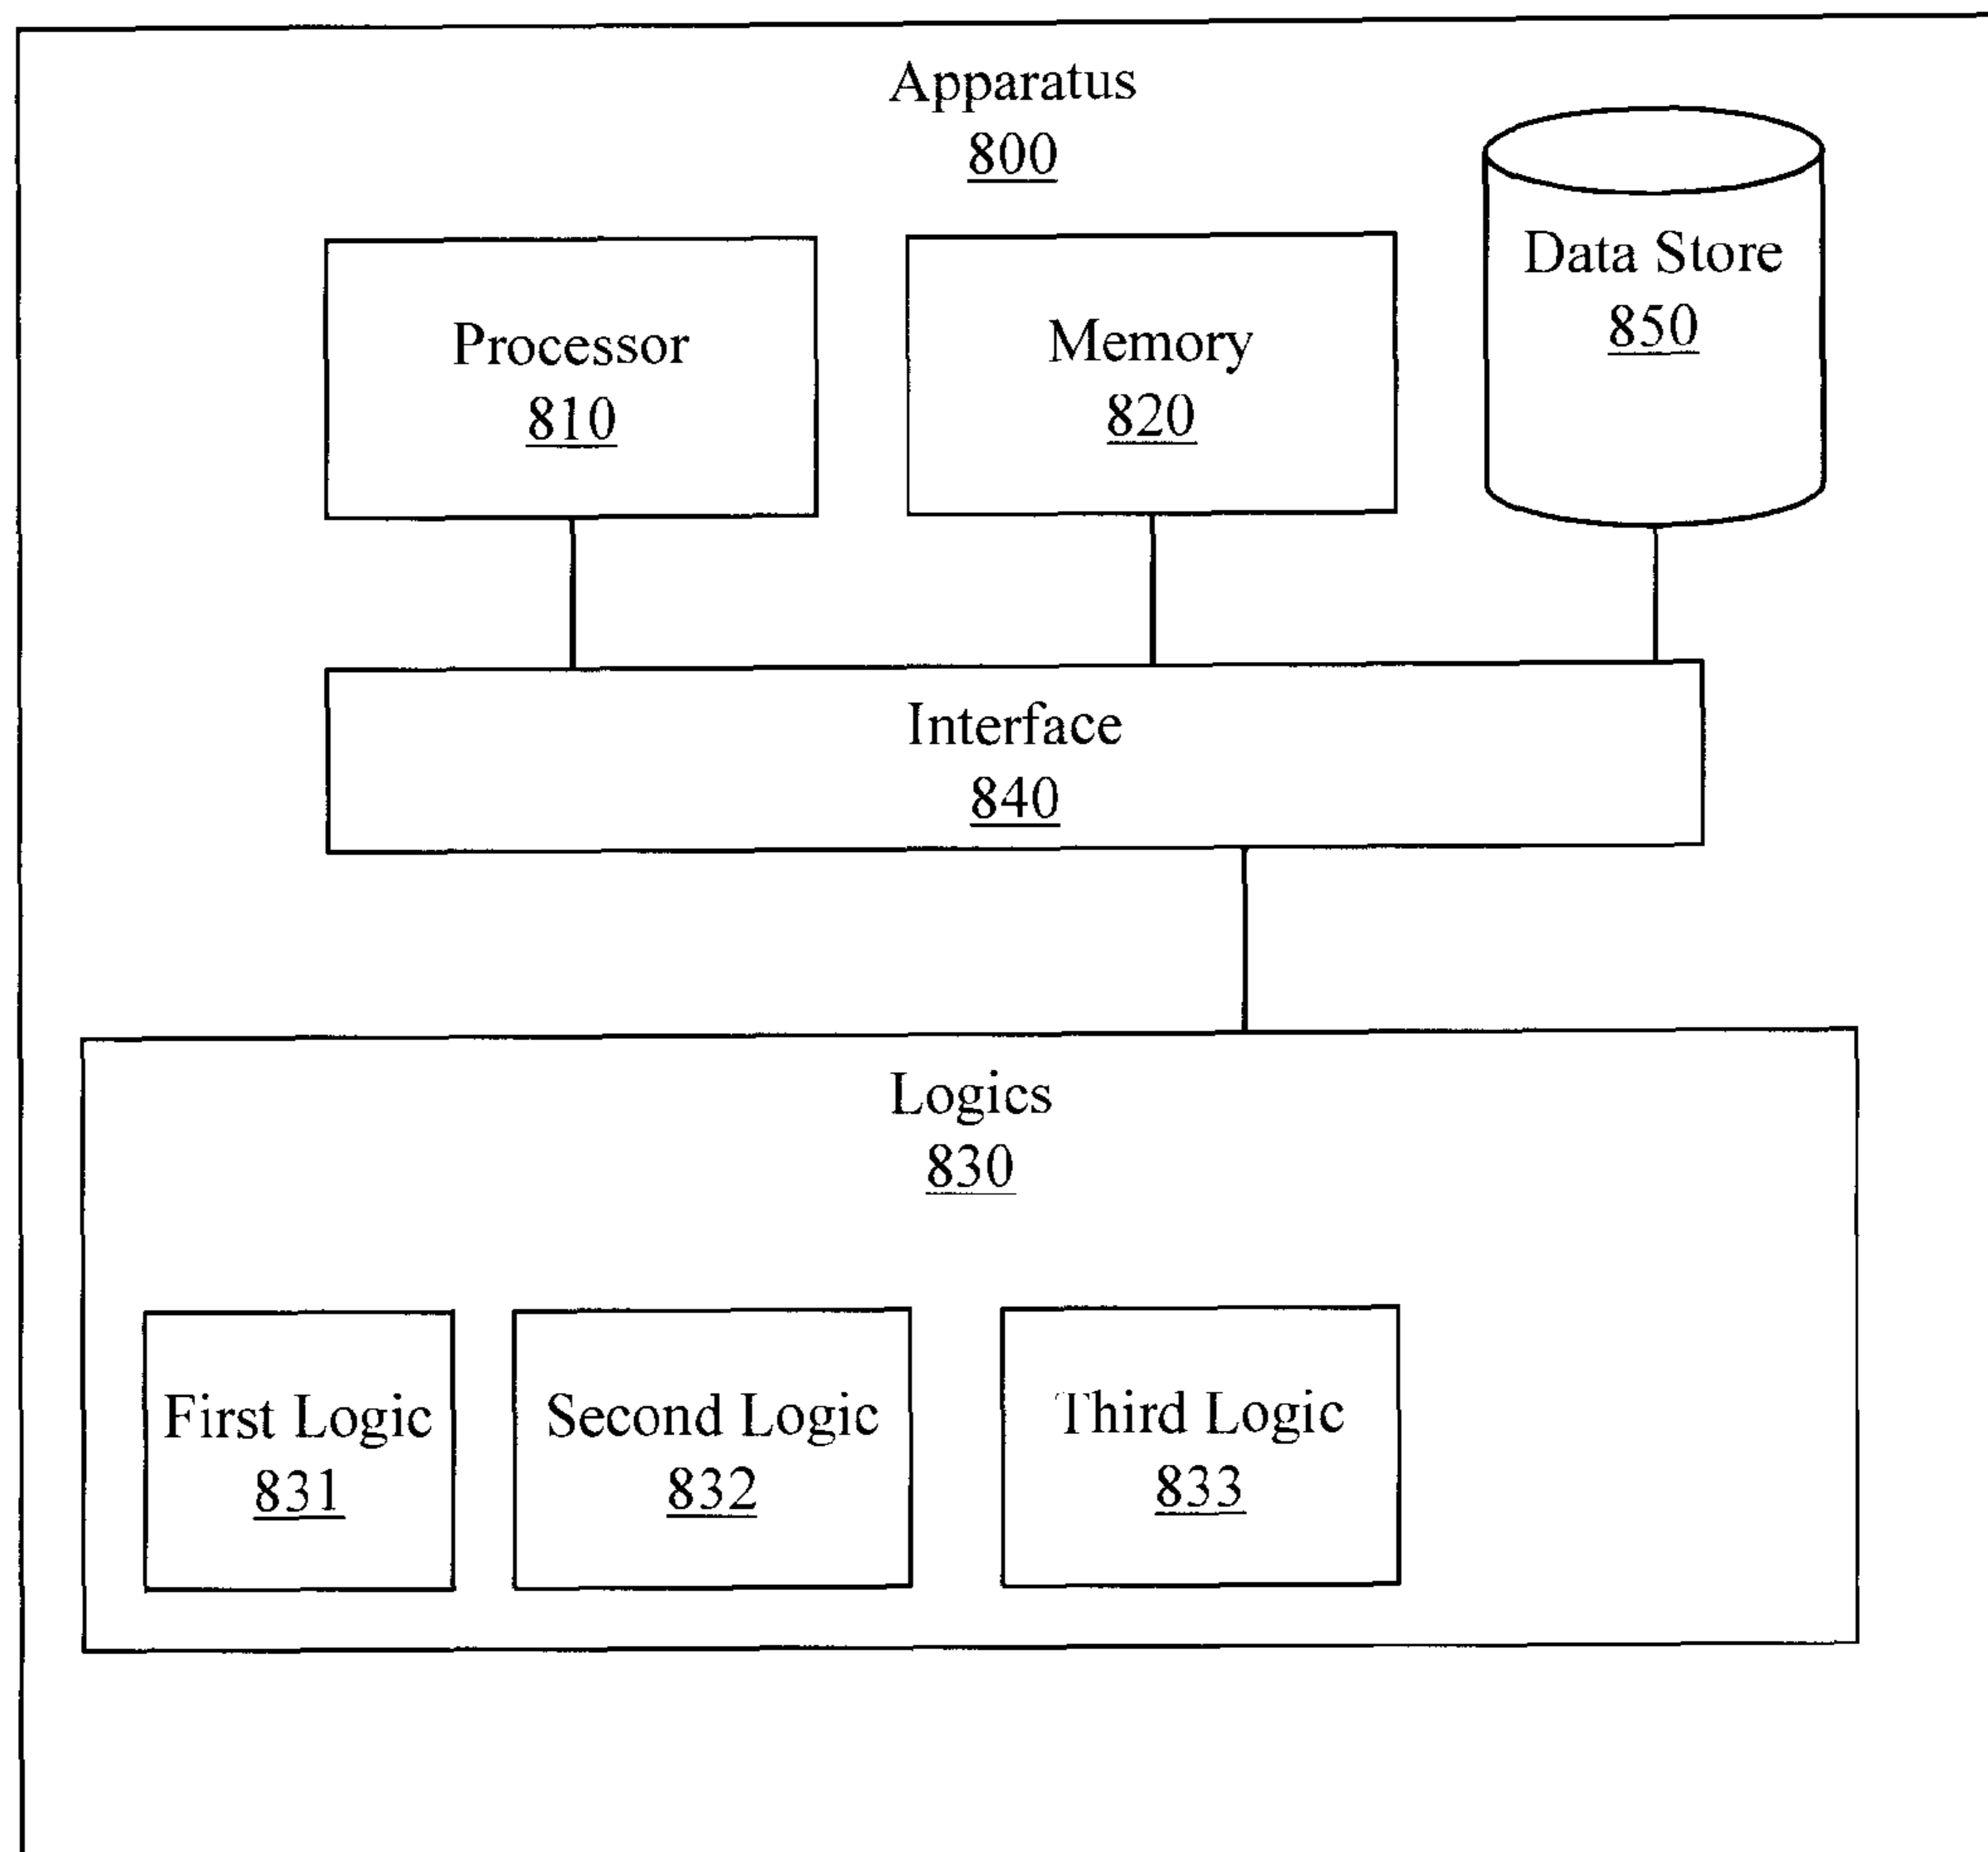 Apparatus
800
Processor
810
Memory
820
Data Store
850
Interface
840
Logics
830
First Logic
831
Second Logic
832
Third Logic
833